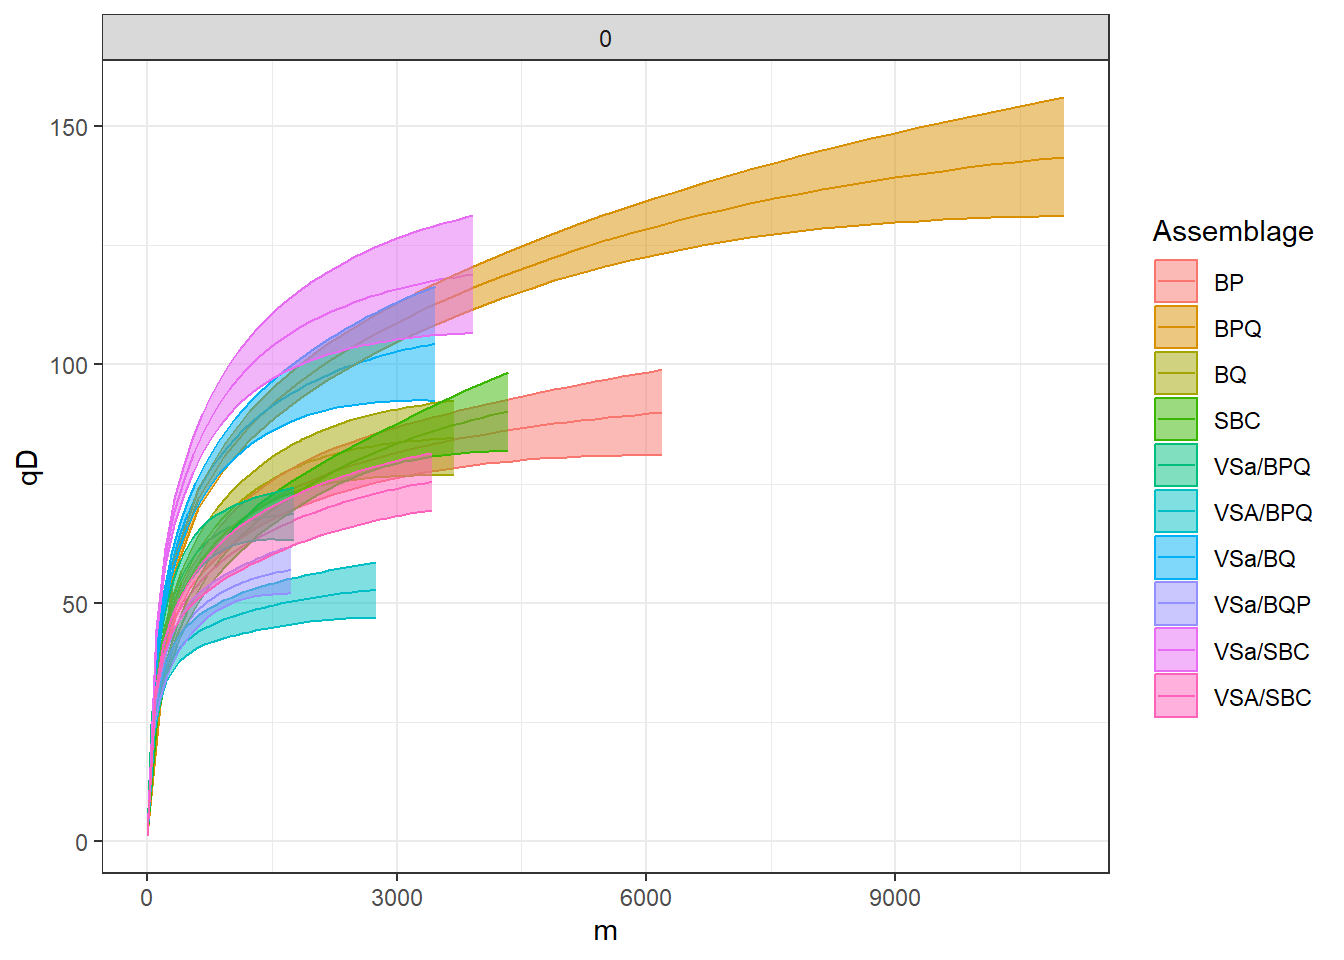 0
150
100
50
0
qD
0 3000 6000 9000
m
Assemblage
BP
BPQ
BQ
SBC
VSa/BPQ
VSA/BPQ
VSa/BQ
VSa/BQP
VSa/SBC
VSA/SBC